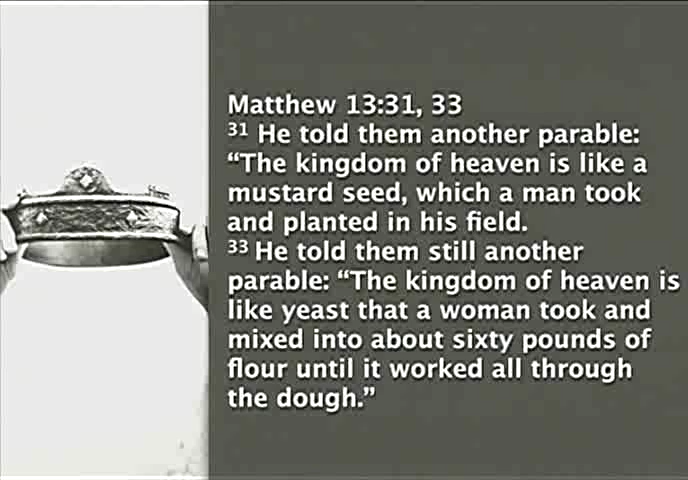 Matthew 13:31, 33
31 He told them another parable:
“The kingdom of heaven is like a
mustard seed, which a man took
and planted in his field.
33 He told them still another
parable: “The kingdom of heaven is
like yeast that a woman took and
mixed into about sixty pounds of
flour until it worked all through
the dough.”